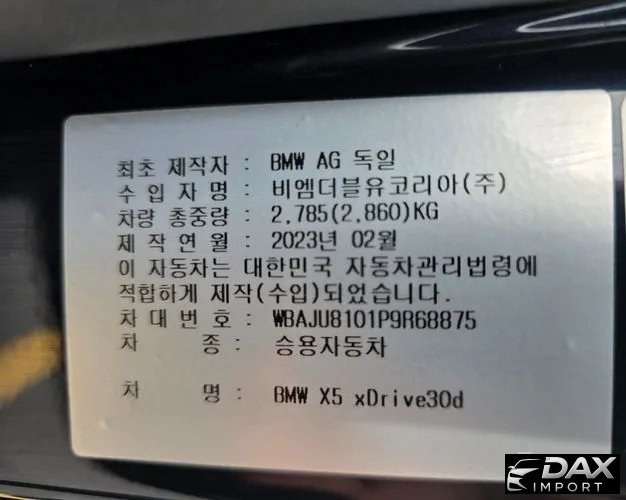 최초 제작자 : BMW AG 독일
수 입 자 명 : 비엠더블유코리아(주)
차량 총중량 : 2.785(2.860)KG
제 작 연 월 : 2023년 02월
이 자동차는 대한민국 자동차관리법령에
적합하게 제작(수입)되었습니다.
차 대 번 호 : WBAJU8101P9R68875
차 종 : 승용자동차
차 명 : BMW X5 xDrive30d
DAX
IMPORT